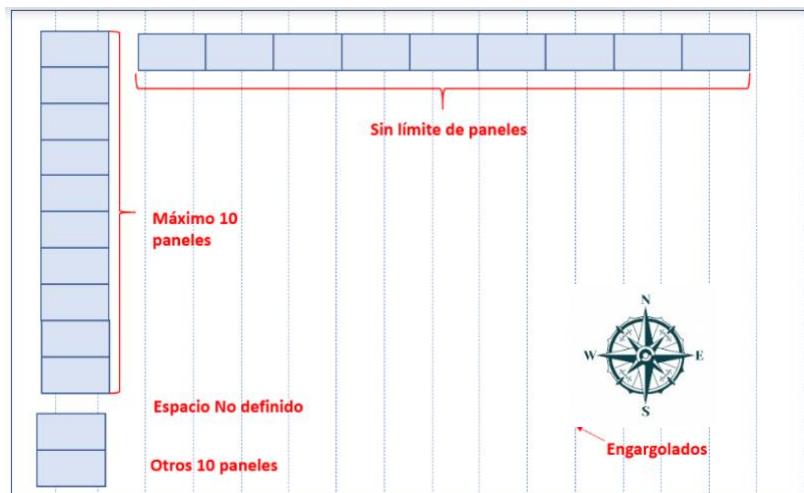 Sin límite de paneles
Máximo 10
paneles
N
W
E
S
Espacio No definido
Engargolados
Otros 10 paneles